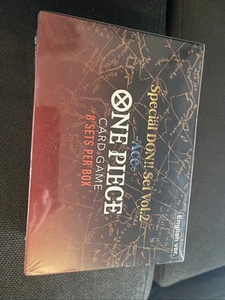 Special DON!! Set Vol.2
-Ace-
ONE PIECE
CARD GAME
8 SETS PER BOX
English ver.